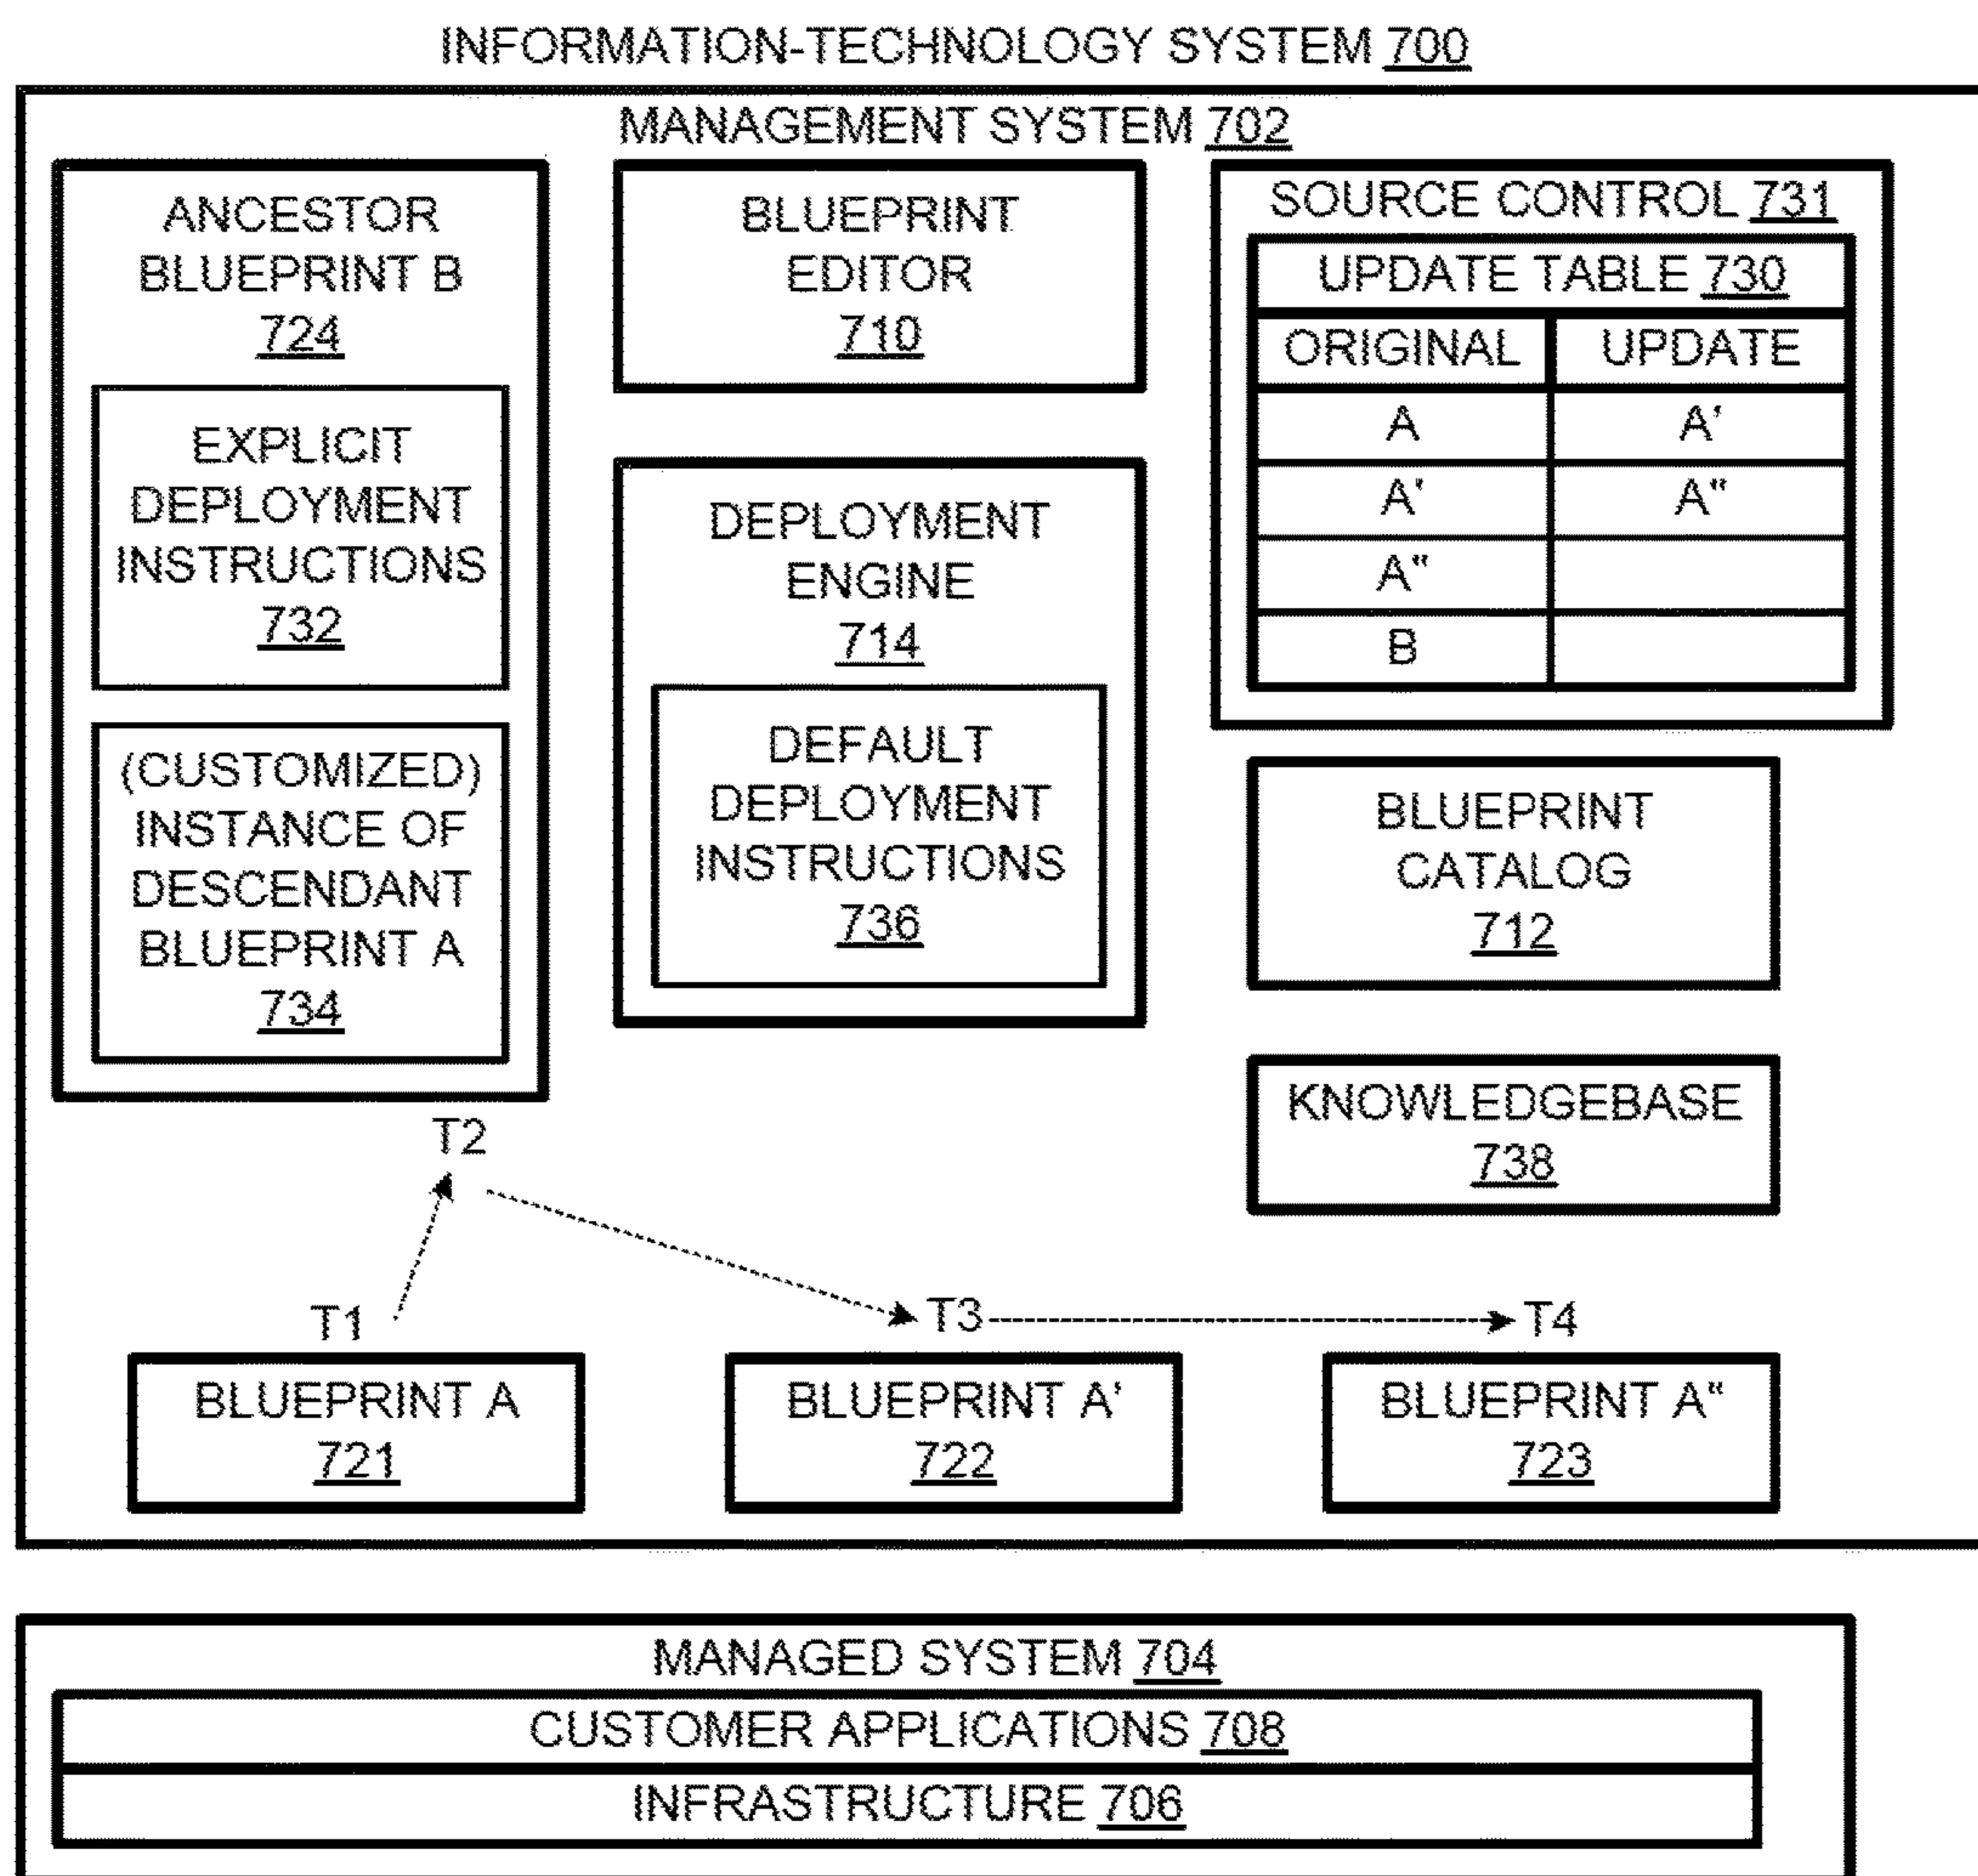 INFORMATION-TECHNOLOGY SYSTEM 700
MANAGEMENT SYSTEM 702
ANCESTOR
BLUEPRINT B
724
EXPLICIT
DEPLOYMENT
INSTRUCTIONS
732
(CUSTOMIZED)
INSTANCE OF
DESCENDANT
BLUEPRINT A
734
BLUEPRINT
EDITOR
710
DEPLOYMENT
ENGINE
714
DEFAULT
DEPLOYMENT
INSTRUCTIONS
736
SOURCE CONTROL 731
UPDATE TABLE 730
ORIGINAL UPDATE
A A'
A' A"
A"
B
BLUEPRINT
CATALOG
712
KNOWLEDGEBASE
738
T2
T1 T3 T4
BLUEPRINT A
721
BLUEPRINT A'
722
BLUEPRINT A"
723
MANAGED SYSTEM 704
CUSTOMER APPLICATIONS 708
INFRASTRUCTURE 706